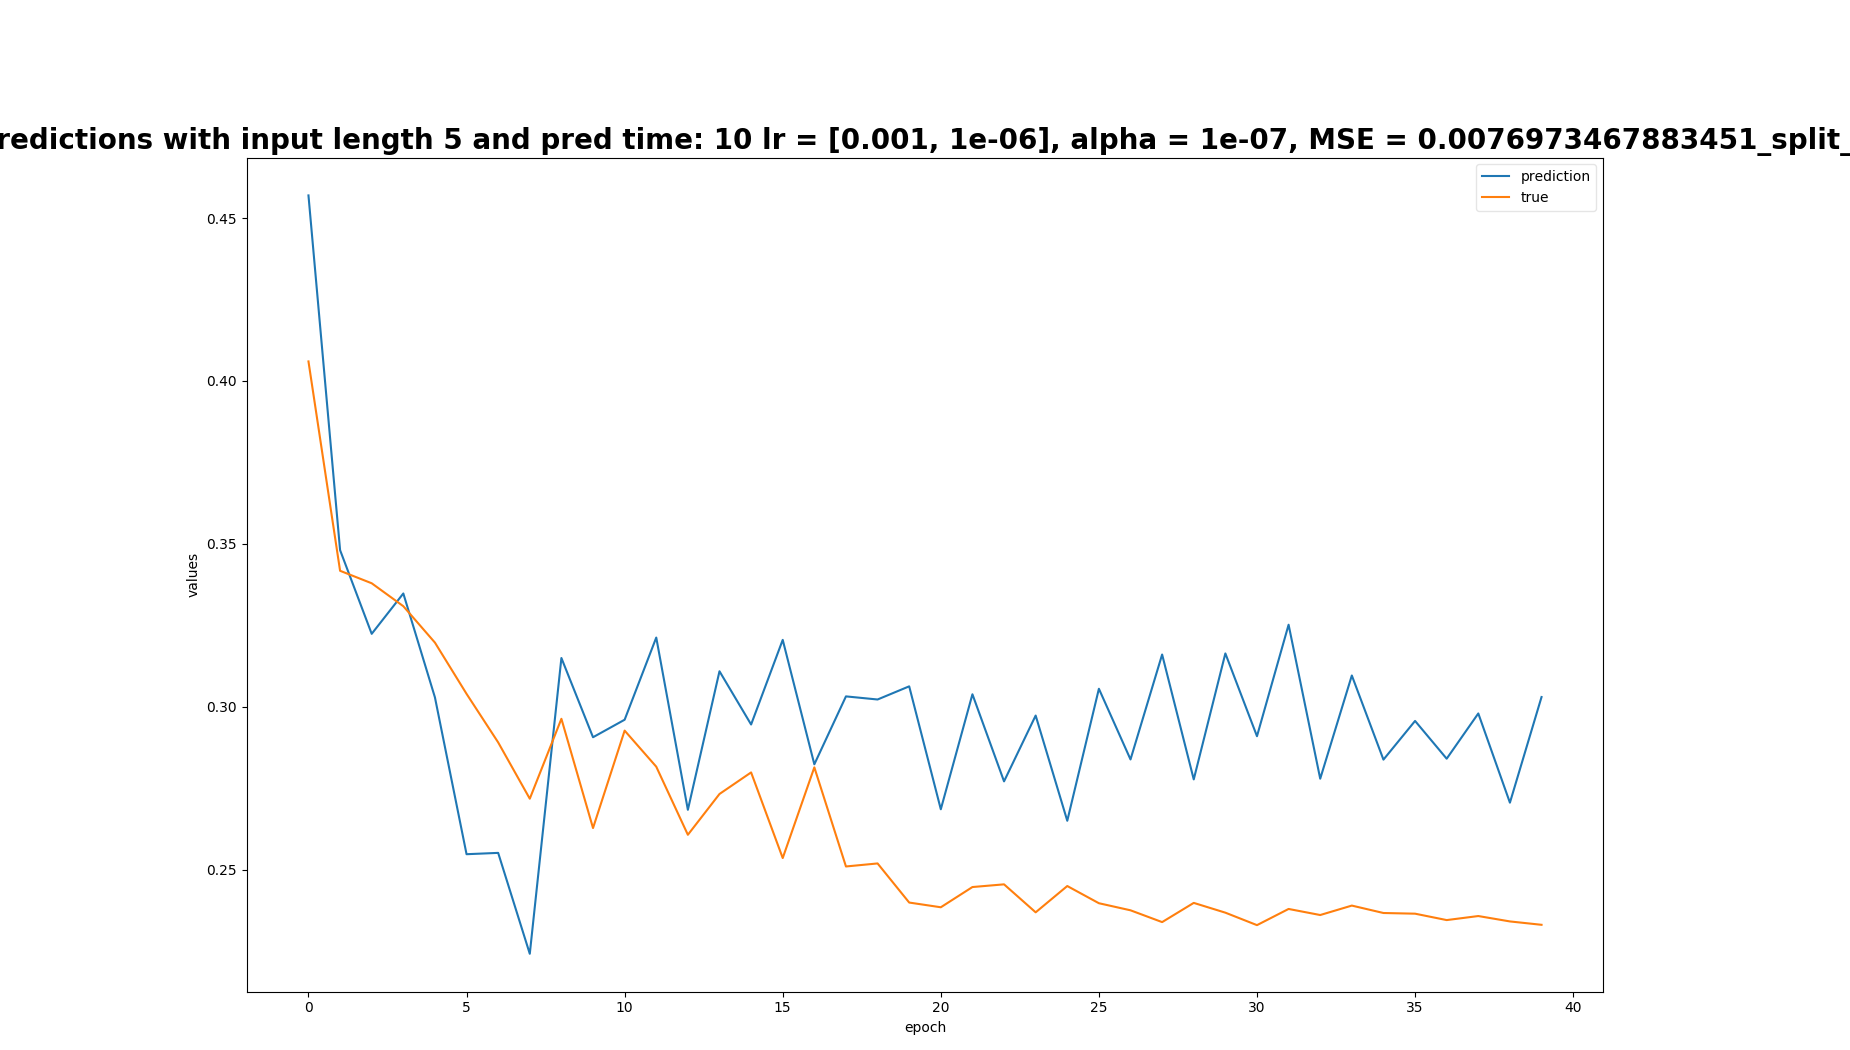 redictions with input length 5 and pred time: 10 lr = [0.001, 1e-06], alpha = 1e-07, MSE = 0.0076973467883451_split_
prediction
true
0.45
0.40
0.35
0.30
0.25
values
0 5 10 15 20 25 30 35 40
epoch